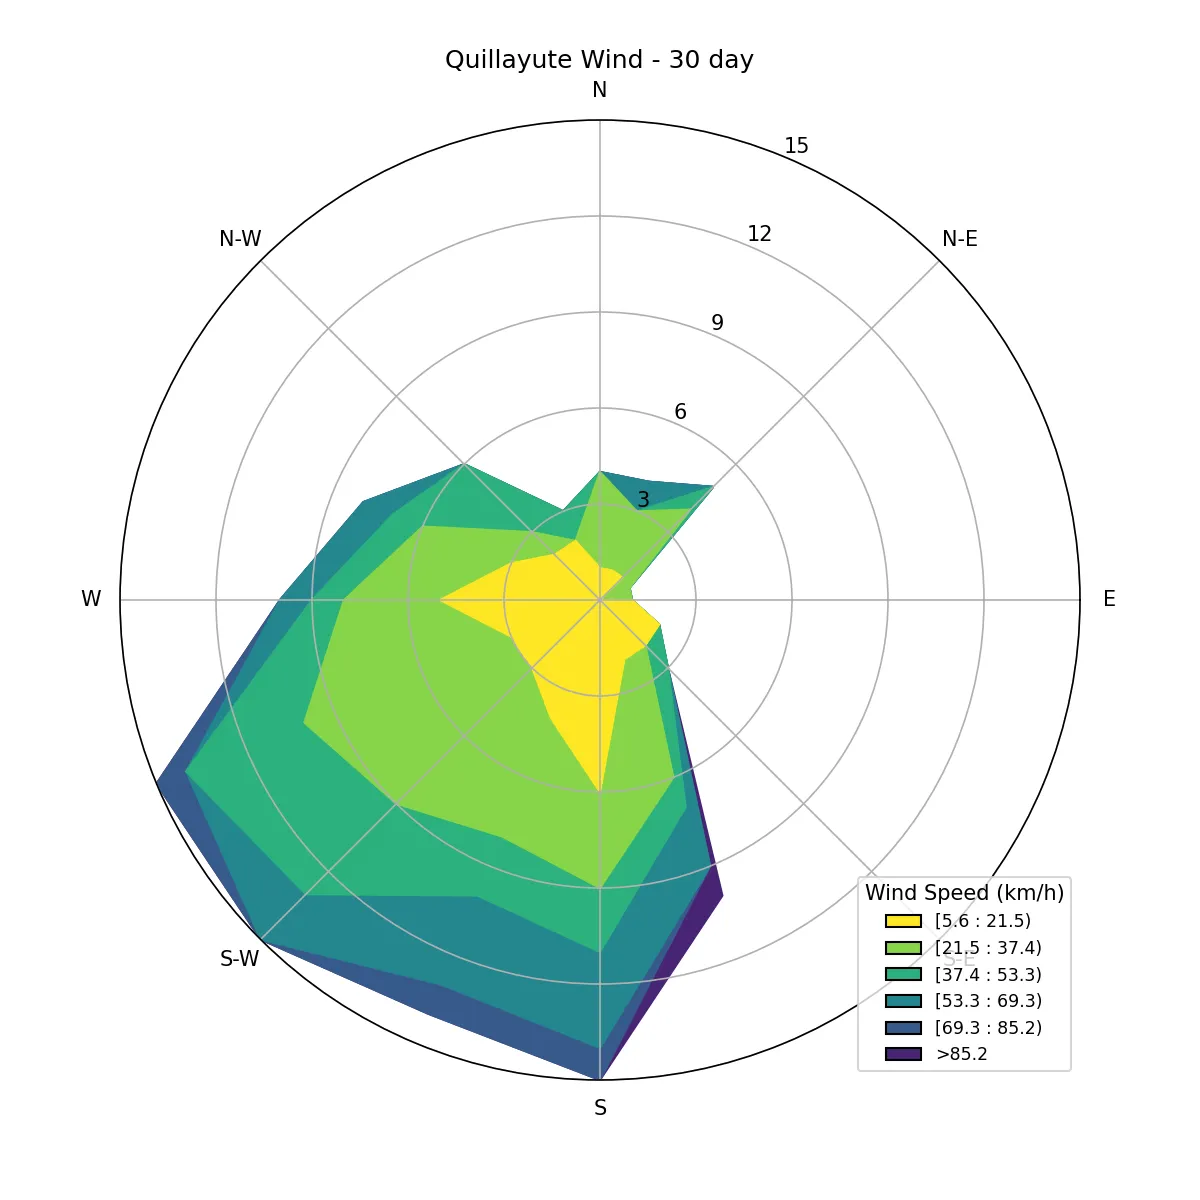 Quillayute Wind - 30 day
N
15
N-W
12
N-E
9
6
3
W
E
Wind Speed (km/h)
[5.6 : 21.5)
[21.5 : 37.4)
S-W
S-E
[37.4 : 53.3)
[53.3 : 69.3)
[69.3 : 85.2)
>85.2
S